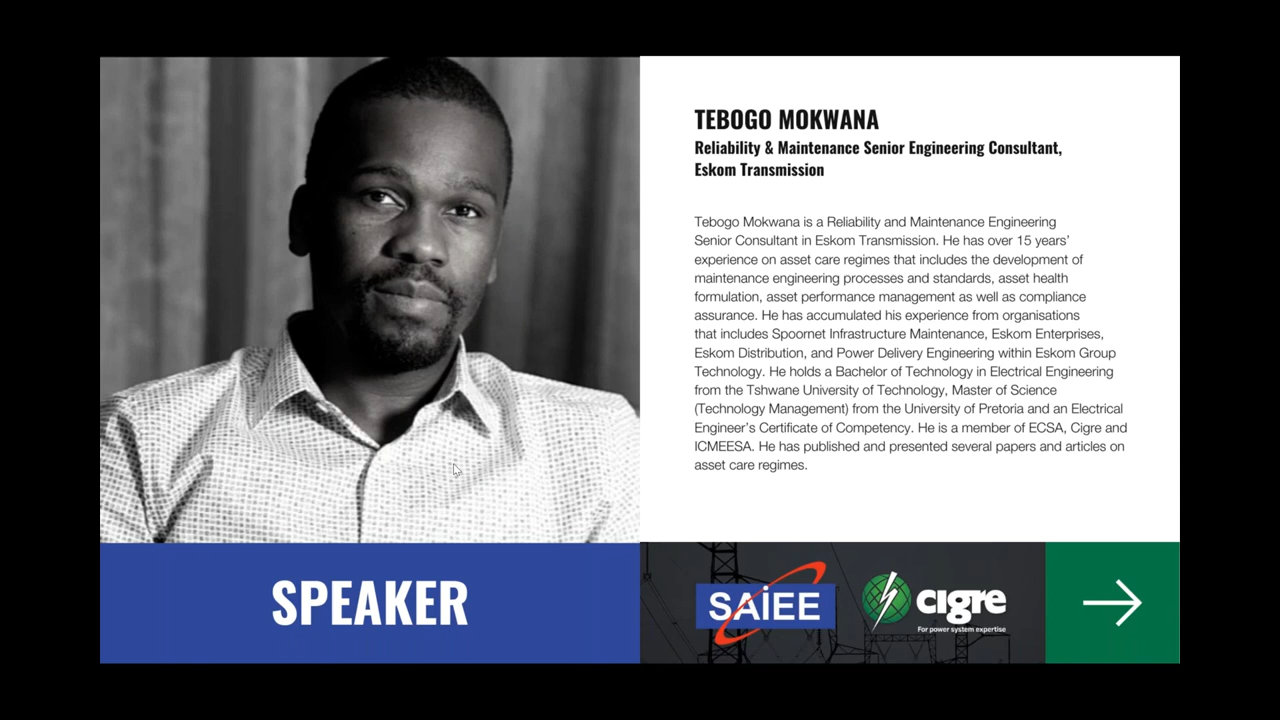 TEBOGO MOKWANA
Reliability & Maintenance Senior Engineering Consultant,
Eskom Transmission
Tebogo Mokwana is a Reliability and Maintenance Engineering
Senior Consultant in Eskom Transmission. He has over 15 years’
experience on asset care regimes that includes the development of
maintenance engineering processes and standards, asset health
formulation, asset performance management as well as compliance
assurance. He has accumulated his experience from organisations
that includes Spoornet Infrastructure Maintenance, Eskom Enterprises,
Eskom Distribution, and Power Delivery Engineering within Eskom Group
Technology. He holds a Bachelor of Technology in Electrical Engineering
from the Tshwane University of Technology, Master of Science
(Technology Management) from the University of Pretoria and an Electrical
Engineer’s Certificate of Competency. He is a member of ECSA, Cigre and
ICMEESA. He has published and presented several papers and articles on
asset care regimes.
SPEAKER
SAiEE
cigre
For power system expertise